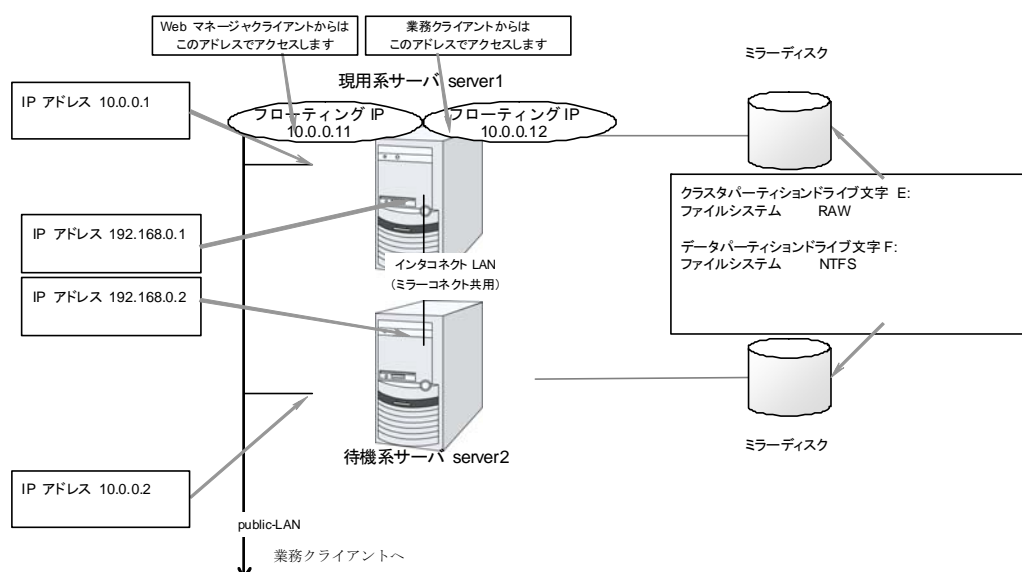 Web マネージャクライアントからは
このアドレスでアクセスします
業務クライアントからは
このアドレスでアクセスします
ミラーディスク
現用系サーバ server1
IP アドレス 10.0.0.1
フローティング IP
10.0.0.11
フローティング IP
10.0.0.12
クラスタパーティションドライブ文字 E:
ファイルシステム RAW
データパーティションドライブ文字 F:
ファイルシステム NTFS
IP アドレス 192.168.0.1
インタコネクト LAN
(ミラーコネクト共用)
IP アドレス 192.168.0.2
ミラーディスク
待機系サーバ server2
IP アドレス 10.0.0.2
public-LAN
業務クライアントへ